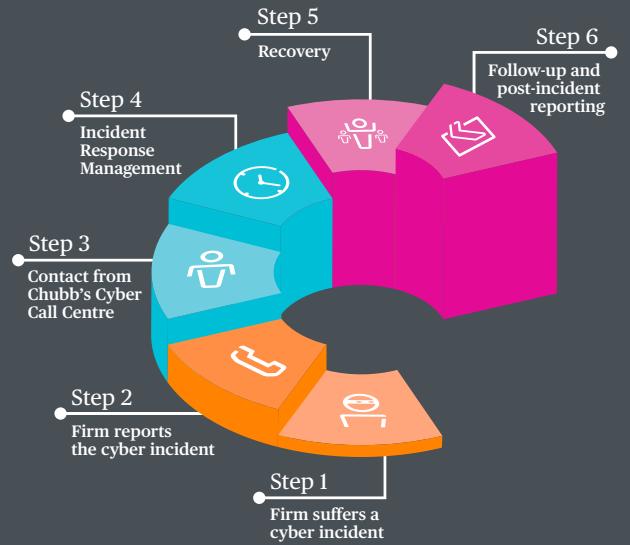 Step 5
Recovery
Step 6
Follow-up and
post-incident
reporting
Step 4
Incident
Response
Management
Step 3
Contact from
Chubb's Cyber
Call Centre
Step 2
Firm reports
the cyber incident
Step 1
Firm suffers a
cyber incident